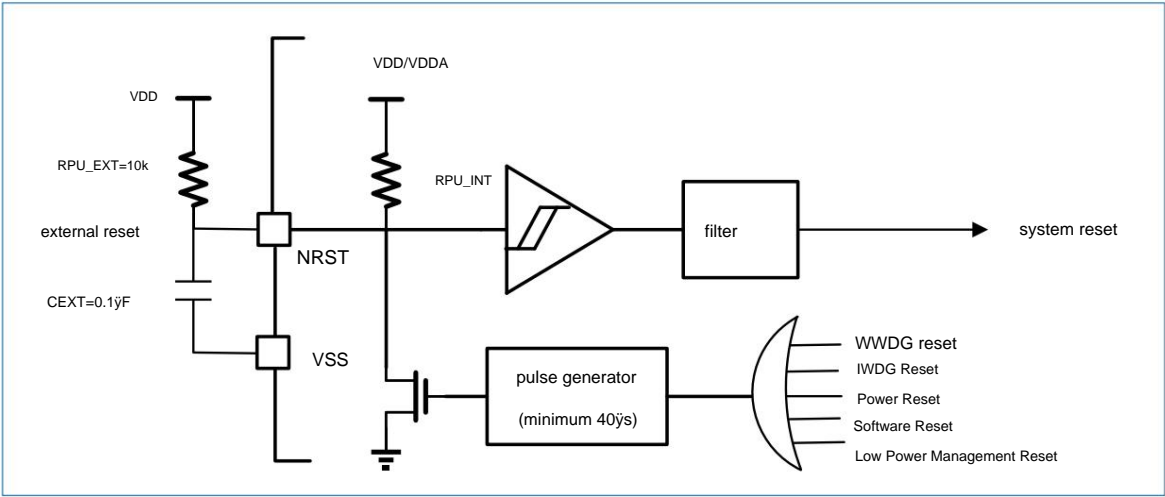 VDD/VDDA
VDD
RPU_EXT=10k
RPU_INT
external reset
filter
system reset
NRST
CEXT=0.1ÿF
VSS
pulse generator
(minimum 40ÿs)
WWDG reset
IWDG Reset
Power Reset
Software Reset
Low Power Management Reset